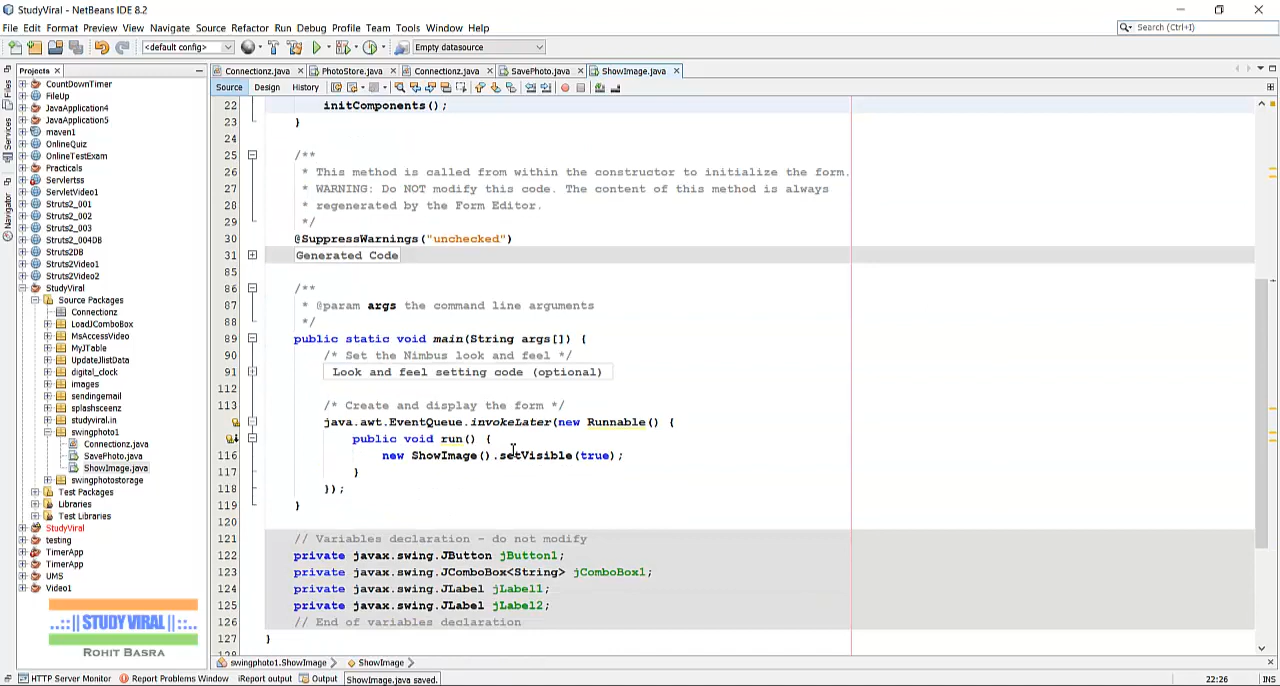 StudyViral - NetBeans IDE 8.2
File Edit Format Preview View Navigate Source Refactor Run Debug Profile Team Tools Window Help
Search (Ctrl+I)
<default config>
Empty datasource
Projects
Connectionz.java PhotoStore.java Connectionz.java SavePhoto.java ShowImage.java
Source Design History
Files
Services
Navigator
CountDownTimer
FileUp
JavaApplication4
JavaApplication5
maven1
OnlineQuiz
OnlineTestExam
Practicals
Servlertss
ServletVideo1
Struts2_001
Struts2_002
Struts2_003
Struts2_004DB
Struts2DB
Struts2Video1
Struts2Video2
StudyViral
Source Packages
Connectionz
LoadJComboBox
MsAccessVideo
MyJTable
UpdateJlistData
digital_clock
images
sendingemail
splashsceenz
studyviral.in
swingphoto1
Connectionz.java
SavePhoto.java
ShowImage.java
swingphotostorage
Test Packages
Libraries
Test Libraries
StudyViral
testing
TimerApp
TimerApp
UMS
Video1
..::|| STUDY VIRAL ||::..
ROHIT BASRA
22 initComponents();
23 }
24
25 /**
26 * This method is called from within the constructor to initialize the form.
27 * WARNING: Do NOT modify this code. The content of this method is always
28 * regenerated by the Form Editor.
29 */
30 @SuppressWarnings("unchecked")
31 Generated Code
85
86 /**
87 * @param args the command line arguments
88 */
89 public static void main(String args[]) {
90 /* Set the Nimbus look and feel */
91 Look and feel setting code (optional)
112
113 /* Create and display the form */
java.awt.EventQueue.invokeLater(new Runnable() {
public void run() {
116 new ShowImage().setVisible(true);
117 }
118 });
119 }
120
121 // Variables declaration - do not modify
122 private javax.swing.JButton jButton1;
123 private javax.swing.JComboBox<String> jComboBox1;
124 private javax.swing.JLabel jLabel1;
125 private javax.swing.JLabel jLabel2;
126 // End of variables declaration
127 }
128
swingphoto1.ShowImage ShowImage
HTTP Server Monitor Report Problems Window iReport output Output ShowImage.java saved. 22:26 INS